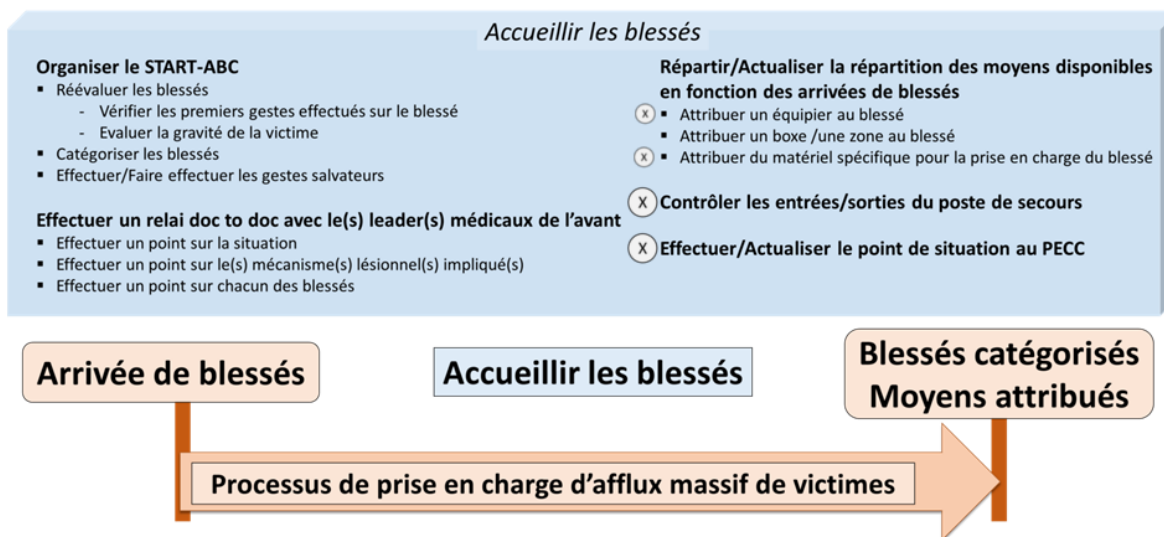 Accueillir les blessés
Organiser le START-ABC
▪ Réévaluer les blessés
- Vérifier les premiers gestes effectués sur le blessé
- Evaluer la gravité de la victime
▪ Catégoriser les blessés
▪ Effectuer/Faire effectuer les gestes salvateurs
Effectuer un relai doc to doc avec le(s) leader(s) médicaux de l’avant
▪ Effectuer un point sur la situation
▪ Effectuer un point sur le(s) mécanisme(s) lésionnel(s) impliqué(s)
▪ Effectuer un point sur chacun des blessés
Répartir/Actualiser la répartition des moyens disponibles
en fonction des arrivées de blessés
X ▪ Attribuer un équipier au blessé
▪ Attribuer un boxe /une zone au blessé
X ▪ Attribuer du matériel spécifique pour la prise en charge du blessé
X Contrôler les entrées/sorties du poste de secours
X Effectuer/Actualiser le point de situation au PECC
Arrivée de blessés
Accueillir les blessés
Blessés catégorisés
Moyens attribués
Processus de prise en charge d’afflux massif de victimes